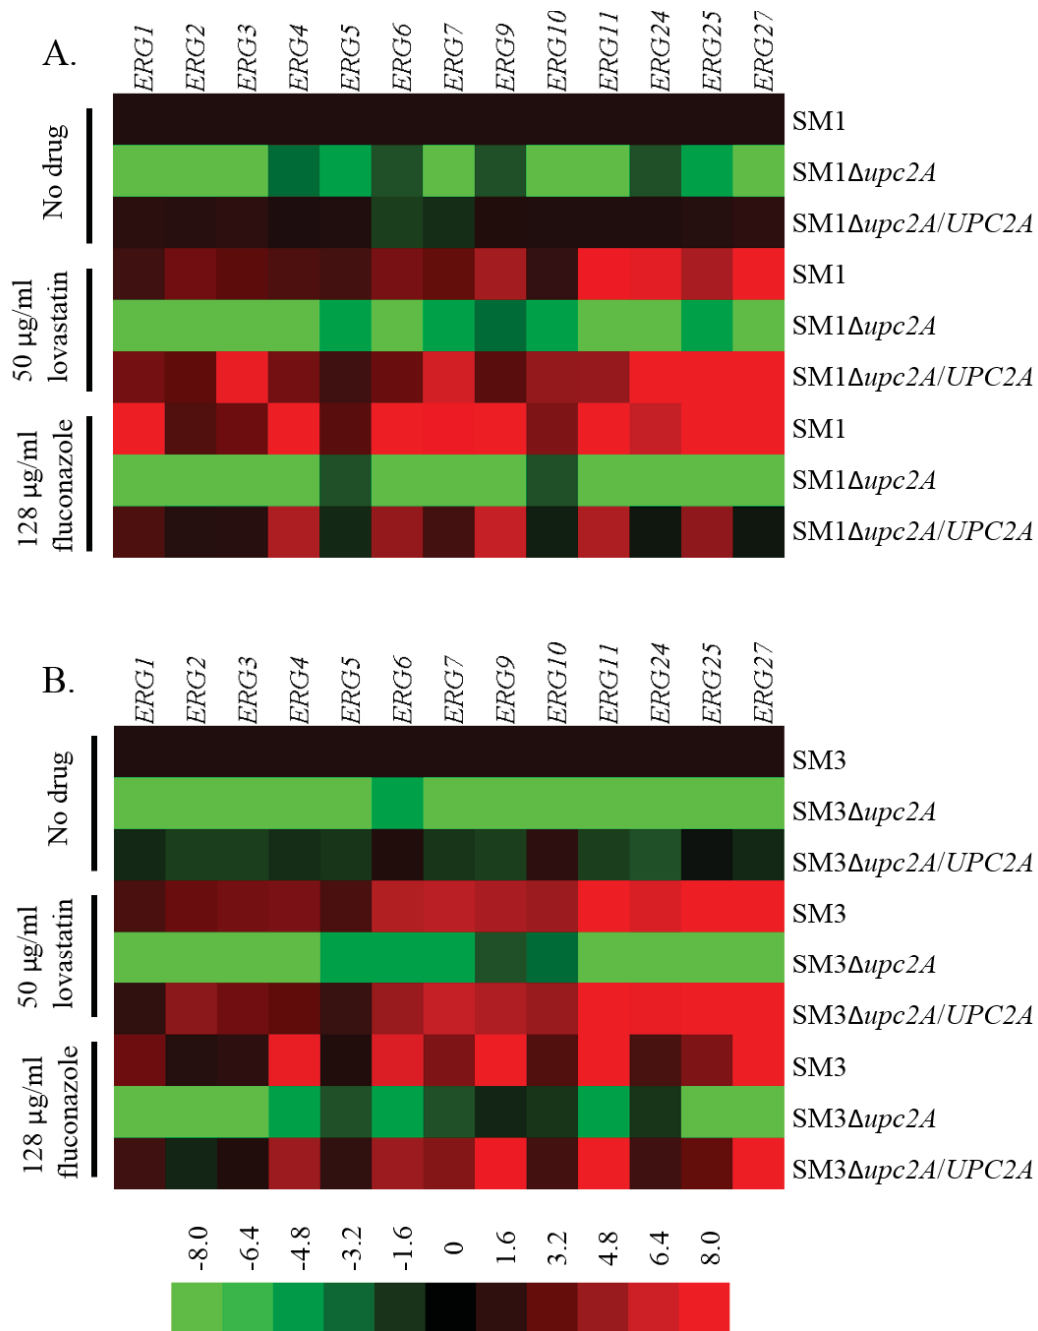 A.
ERG1 ERG2 ERG3 ERG4 ERG5 ERG6 ERG7 ERG9 ERG10 ERG11 ERG24 ERG25 ERG27
No drug
SM1
SM1Δupc2A
SM1Δupc2A/UPC2A
50 µg/ml
lovastatin
SM1
SM1Δupc2A
SM1Δupc2A/UPC2A
128 µg/ml
fluconazole
SM1
SM1Δupc2A
SM1Δupc2A/UPC2A
B.
ERG1 ERG2 ERG3 ERG4 ERG5 ERG6 ERG7 ERG9 ERG10 ERG11 ERG24 ERG25 ERG27
No drug
SM3
SM3Δupc2A
SM3Δupc2A/UPC2A
50 µg/ml
lovastatin
SM3
SM3Δupc2A
SM3Δupc2A/UPC2A
128 µg/ml
fluconazole
SM3
SM3Δupc2A
SM3Δupc2A/UPC2A
-8.0 -6.4 -4.8 -3.2 -1.6 0 1.6 3.2 4.8 6.4 8.0